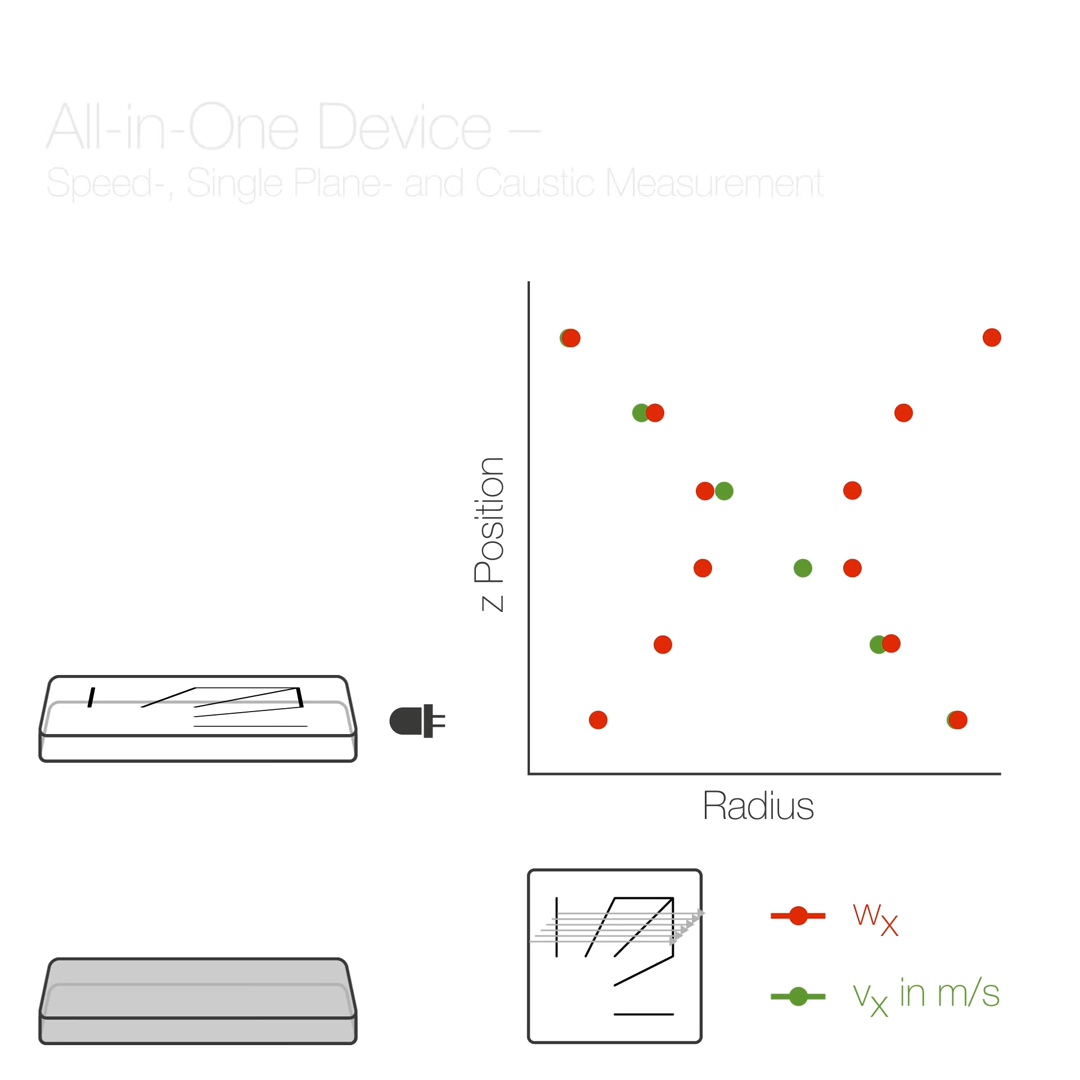 All-in-One Device –
Speed-, Single Plane- and Caustic Measurement
z Position
Radius
wx
vx in m/s